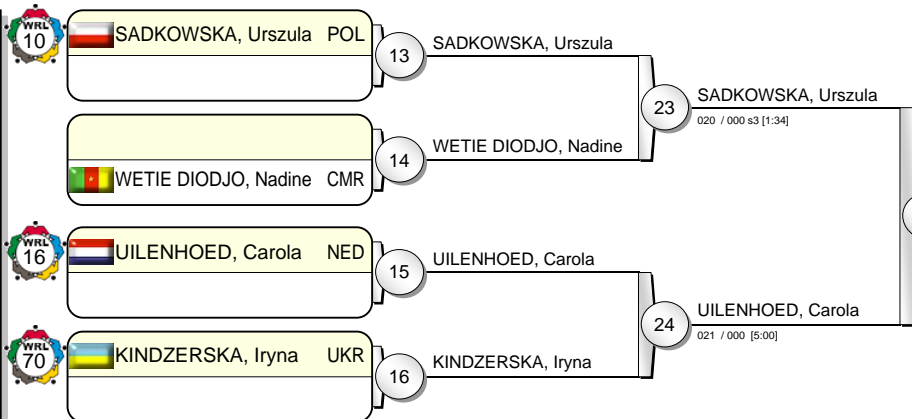 WRL
10
SADKOWSKA, Urszula POL
13
SADKOWSKA, Urszula
23
SADKOWSKA, Urszula
020 / 000 s3 [1:34]
WETIE DIODJO, Nadine CMR
14
WETIE DIODJO, Nadine
WRL
16
UILENHOED, Carola NED
15
UILENHOED, Carola
24
UILENHOED, Carola
021 / 000 [5:00]
WRL
70
KINDZERSKA, Iryna UKR
16
KINDZERSKA, Iryna